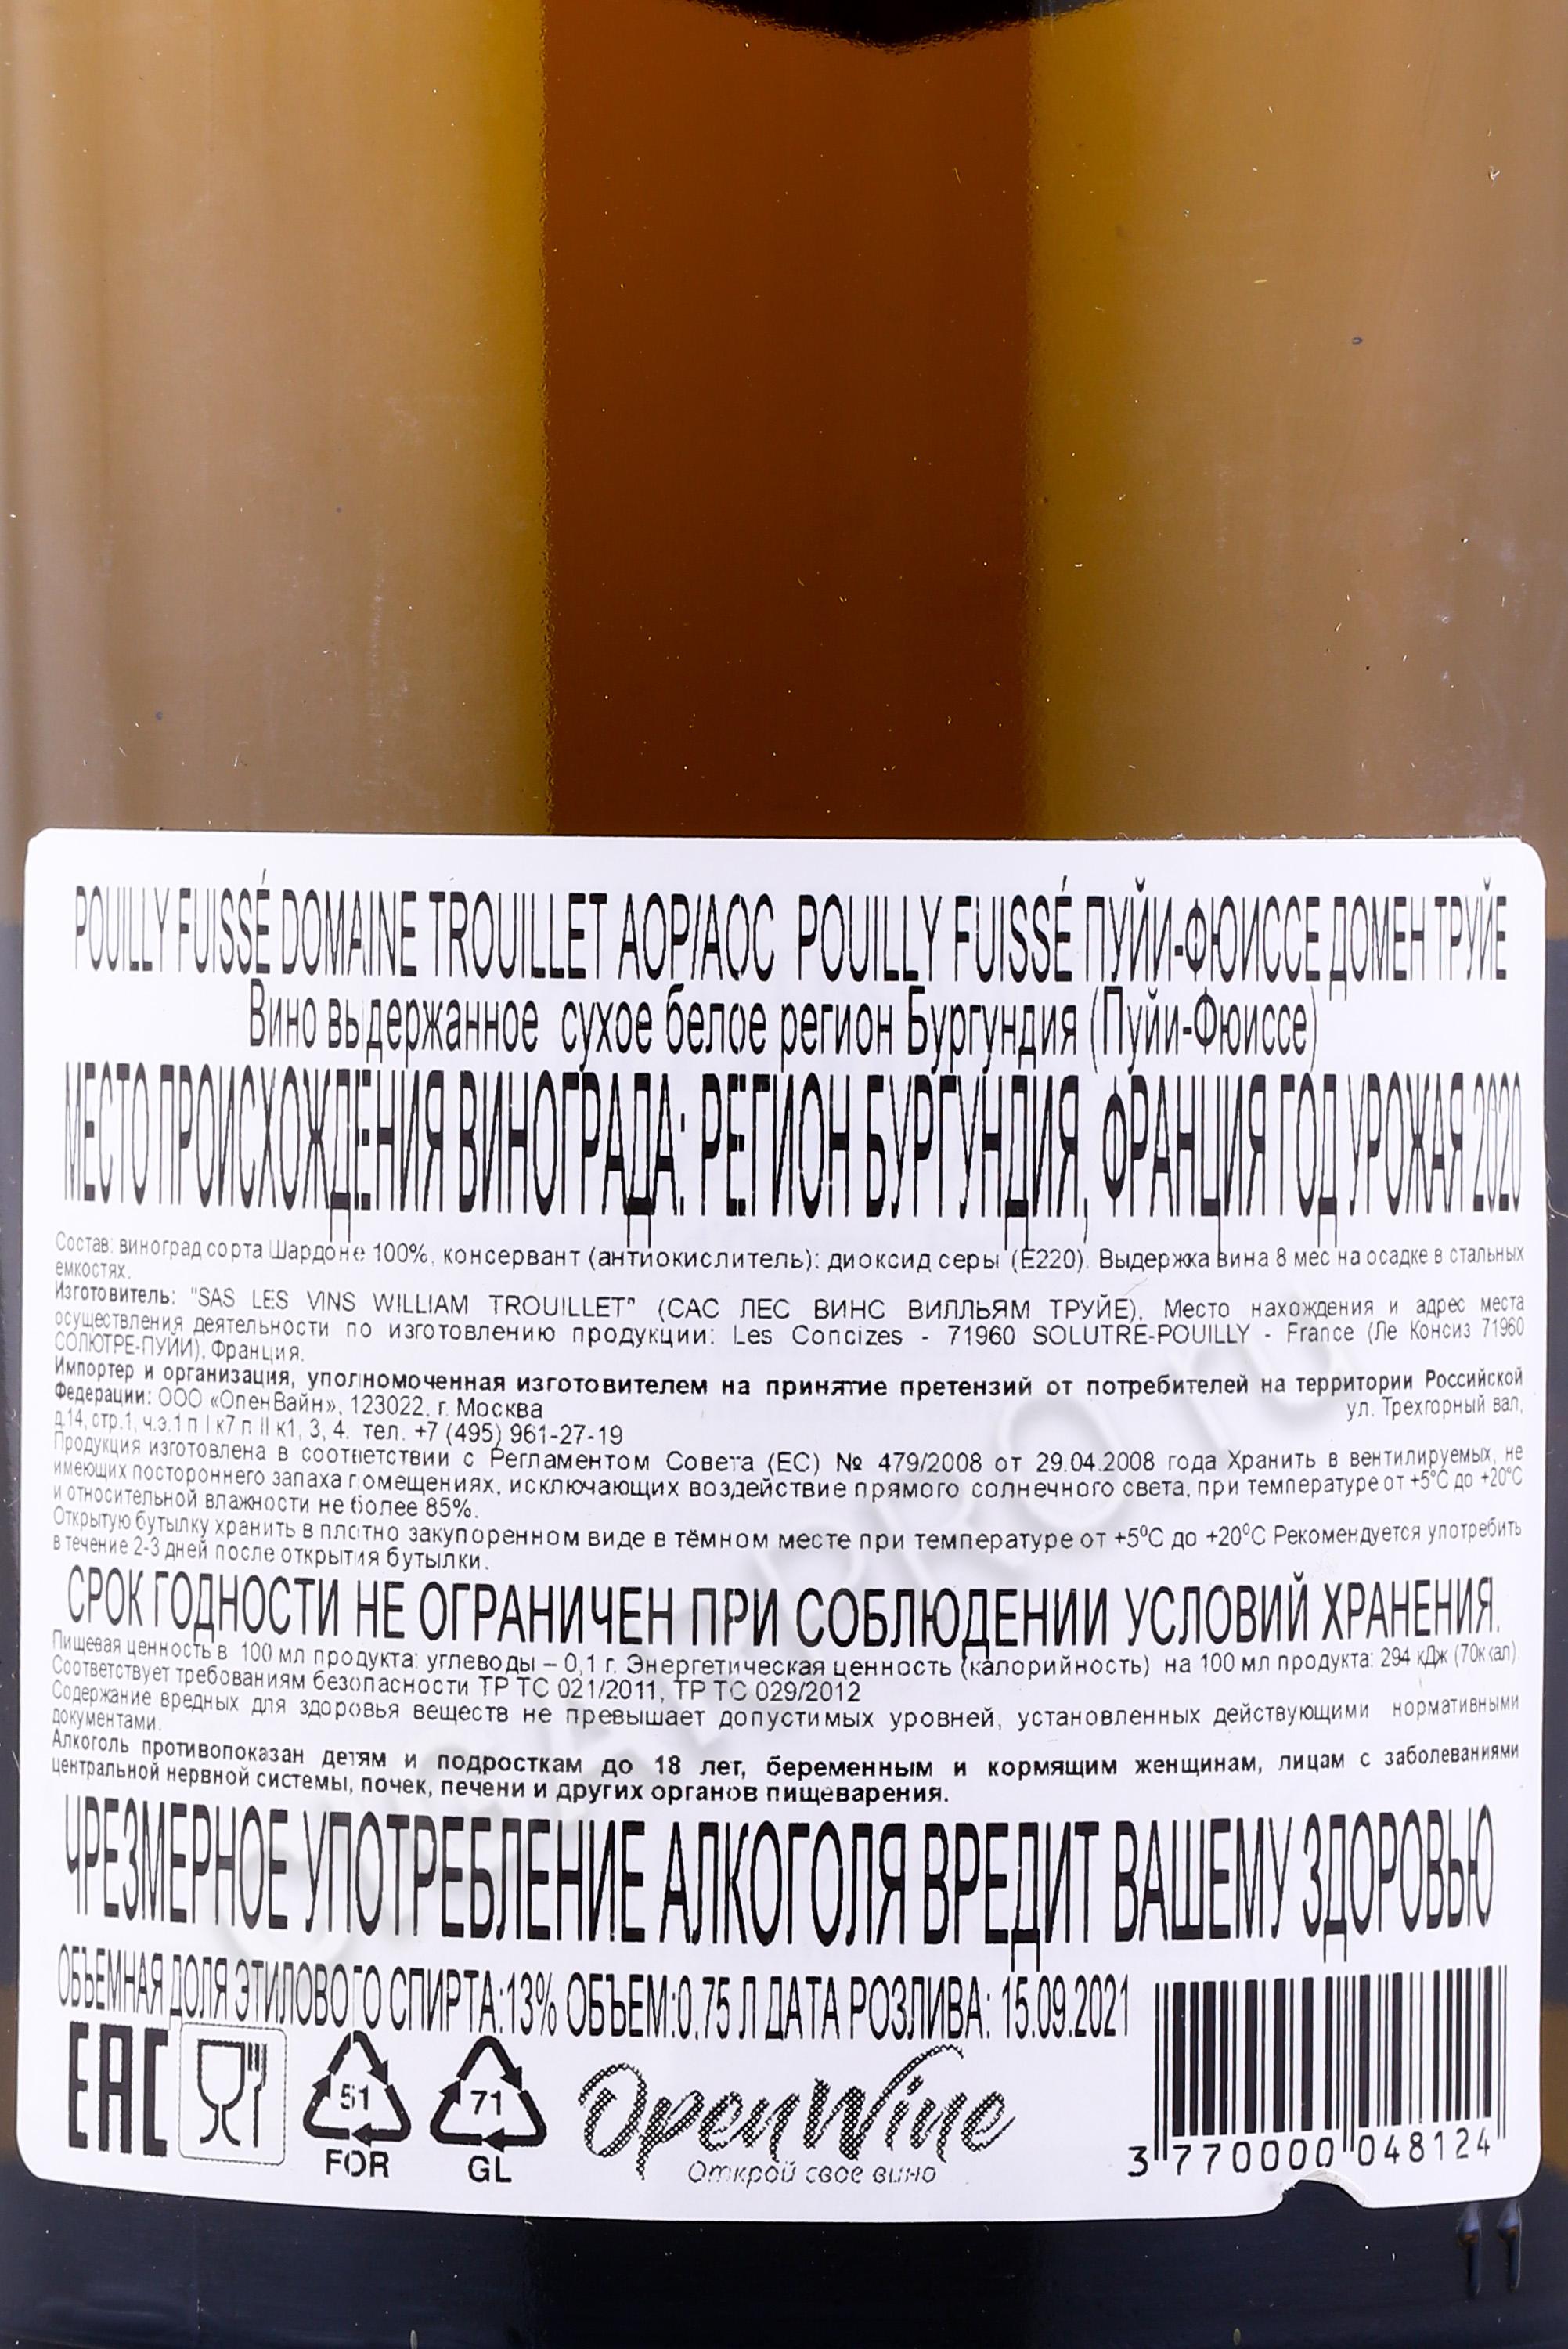 POUILLY FUISSÉ DOMAINE TROUILLET AOP/AOC POUILLY FUISSÉ ПУЙИ-ФЮИССЕ ДОМЕН ТРУЙЕ
Вино выдержанное сухое белое регион Бургундия (Пуйи-Фюиссе)
МЕСТО ПРОИСХОЖДЕНИЯ ВИНОГРАДА: РЕГИОН БУРГУНДИЯ, ФРАНЦИЯ ГОД УРОЖАЯ 2020
Состав: виноград сорта Шардоне 100%, консервант (антиокислитель): диоксид серы (Е220). Выдержка вина 8 мес на осадке в стальных
емкостях.
Изготовитель: "SAS LES VINS WILLIAM TROUILLET" (САС ЛЕС ВИНС ВИЛЛЬЯМ ТРУЙЕ). Место нахождения и адрес места
осуществления деятельности по изготовлению продукции: Les Concizes - 71960 SOLUTRE-POUILLY - France (Ле Консиз 71960
СОЛЮТРЕ-ПУЙИ), Франция.
Импортер и организация, уполномоченная изготовителем на принятие претензий от потребителей на территории Российской
Федерации: ООО «ОпенВайн», 123022, г. Москва ул. Трехгорный вал,
д.14, стр.1, ч.э.1 п I к7 п II к1, 3, 4. тел. +7 (495) 961-27-19
Продукция изготовлена в соответствии с Регламентом Совета (ЕС) № 479/2008 от 29.04.2008 года Хранить в вентилируемых, не
имеющих постороннего запаха помещениях, исключающих воздействие прямого солнечного света, при температуре от +5°С до +20°С
и относительной влажности не более 85%.
Открытую бутылку хранить в плотно закупоренном виде в тёмном месте при температуре от +5⁰С до +20⁰С Рекомендуется употребить
в течение 2-3 дней после открытия бутылки.
СРОК ГОДНОСТИ НЕ ОГРАНИЧЕН ПРИ СОБЛЮДЕНИИ УСЛОВИЙ ХРАНЕНИЯ.
Пищевая ценность в 100 мл продукта: углеводы – 0,1 г. Энергетическая ценность (калорийность) на 100 мл продукта: 294 кДж (70ккал).
Соответствует требованиям безопасности ТР ТС 021/2011, ТР ТС 029/2012
Содержание вредных для здоровья веществ не превышает допустимых уровней, установленных действующими нормативными
документами.
Алкоголь противопоказан детям и подросткам до 18 лет, беременным и кормящим женщинам, лицам с заболеваниями
центральной нервной системы, почек, печени и других органов пищеварения.
ЧРЕЗМЕРНОЕ УПОТРЕБЛЕНИЕ АЛКОГОЛЯ ВРЕДИТ ВАШЕМУ ЗДОРОВЬЮ
ОБЪЕМНАЯ ДОЛЯ ЭТИЛОВОГО СПИРТА:13% ОБЪЕМ:0.75 Л ДАТА РОЗЛИВА: 15.09.2021
ЕАС
51
FOR
71
GL
OpenWine
Открой свое вино
3 770000 048124